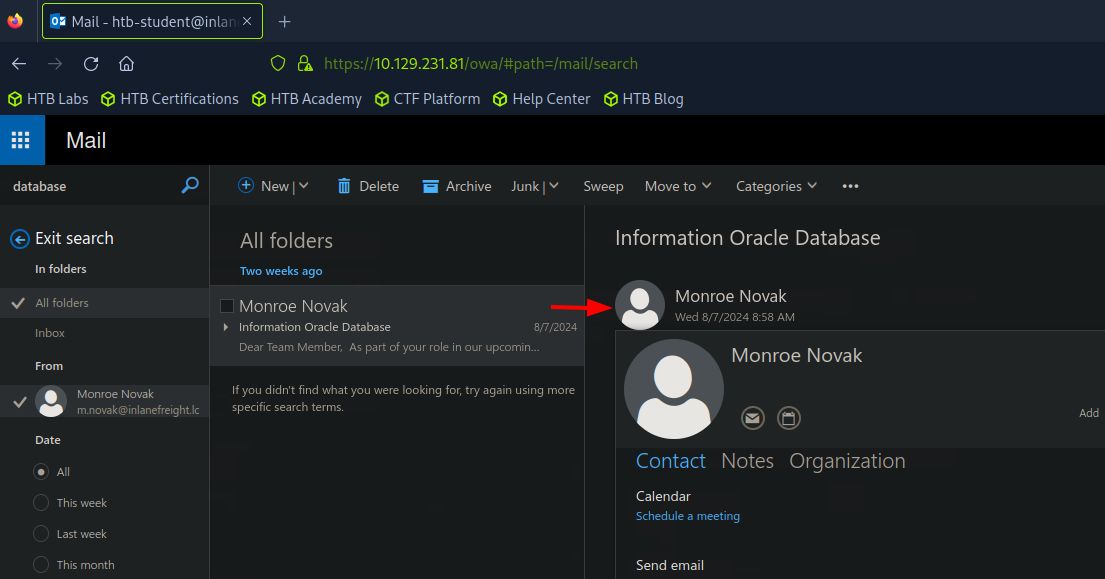 Mail - htb-student@inlan
https://10.129.231.81/owa/#path=/mail/search
HTB Labs HTB Certifications HTB Academy CTF Platform Help Center HTB Blog
Mail
database
New | Delete Archive Junk | Sweep Move to Categories •••
Exit search
In folders
All folders
Inbox
From
Monroe Novak
m.novak@inlanefreight.lc
Date
All
This week
Last week
This month
All folders
Two weeks ago
Monroe Novak
Information Oracle Database 8/7/2024
Dear Team Member, As part of your role in our upcomin...
If you didn't find what you were looking for, try again using more
specific search terms.
Information Oracle Database
Monroe Novak
Wed 8/7/2024 8:58 AM
Monroe Novak
Add
Contact Notes Organization
Calendar
Schedule a meeting
Send email